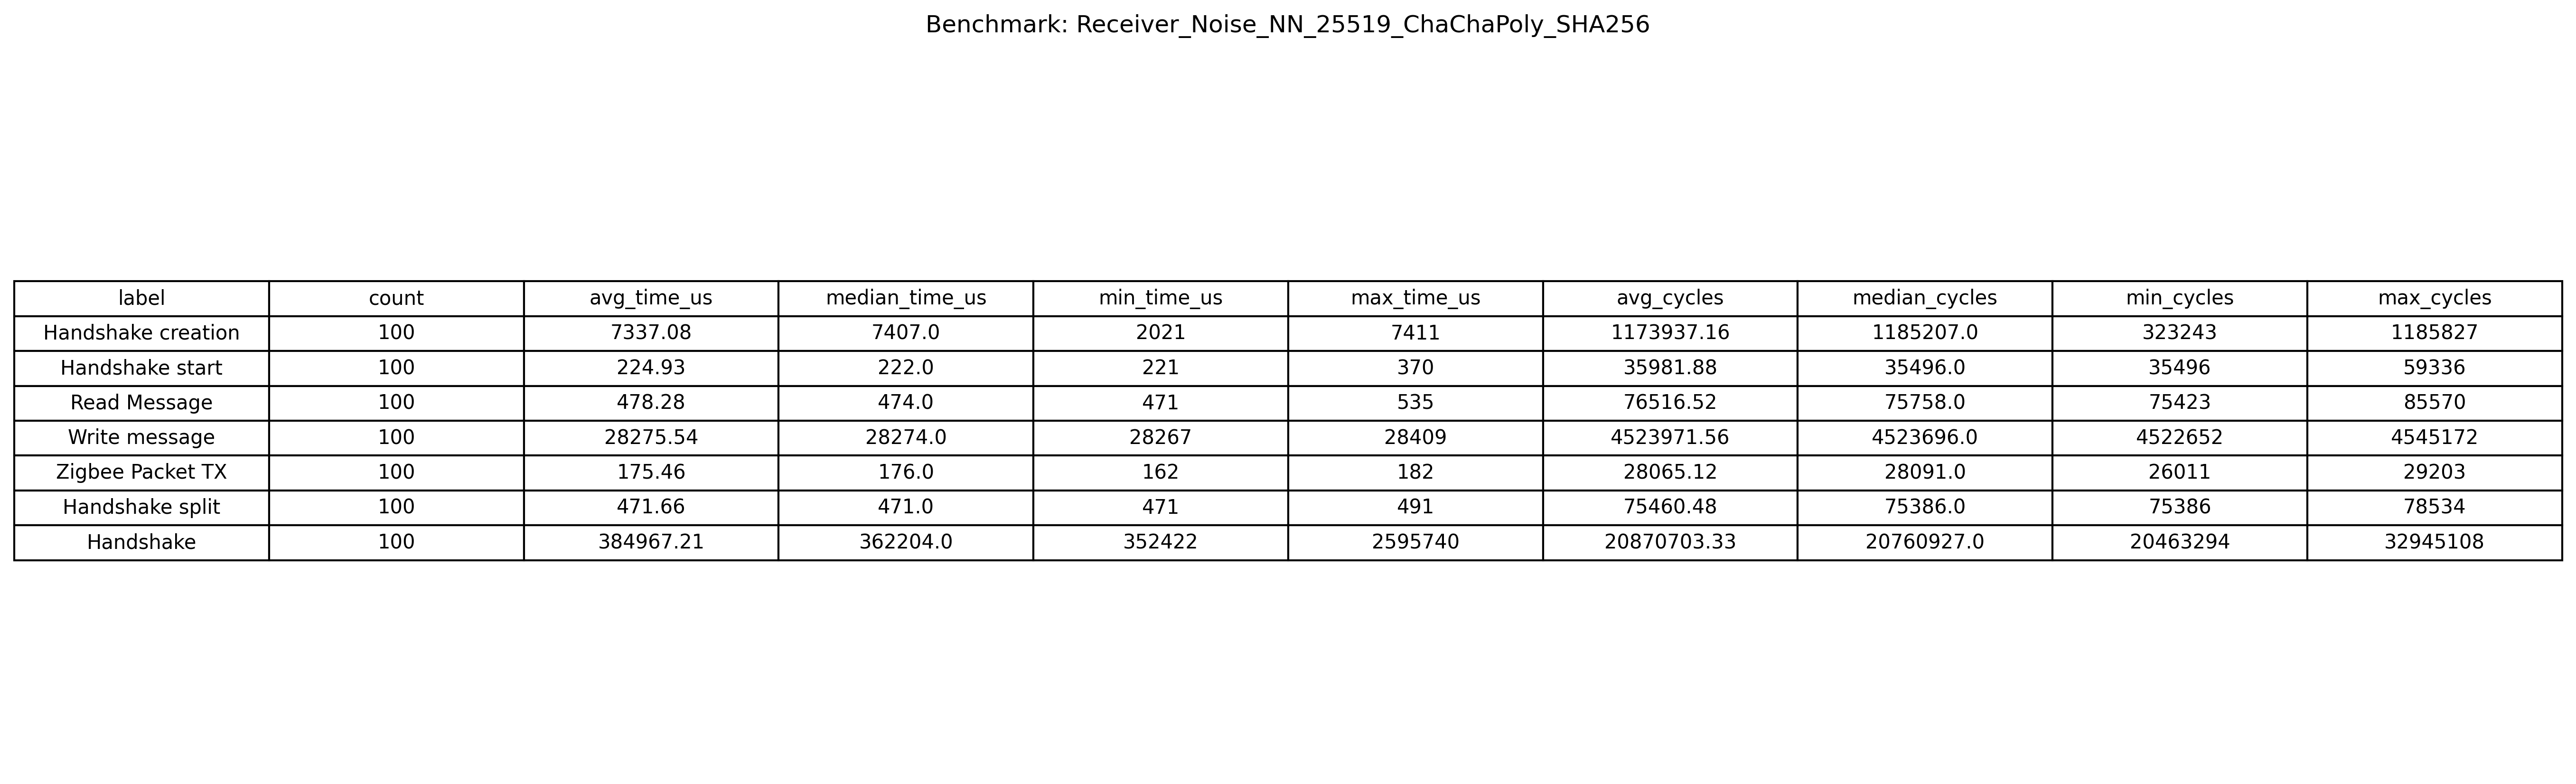 Benchmark: Receiver_Noise_NN_25519_ChaChaPoly_SHA256
label count avg_time_us median_time_us min_time_us max_time_us avg_cycles median_cycles min_cycles max_cycles
Handshake creation 100 7337.08 7407.0 2021 7411 1173937.16 1185207.0 323243 1185827
Handshake start 100 224.93 222.0 221 370 35981.88 35496.0 35496 59336
Read Message 100 478.28 474.0 471 535 76516.52 75758.0 75423 85570
Write message 100 28275.54 28274.0 28267 28409 4523971.56 4523696.0 4522652 4545172
Zigbee Packet TX 100 175.46 176.0 162 182 28065.12 28091.0 26011 29203
Handshake split 100 471.66 471.0 471 491 75460.48 75386.0 75386 78534
Handshake 100 384967.21 362204.0 352422 2595740 20870703.33 20760927.0 20463294 32945108